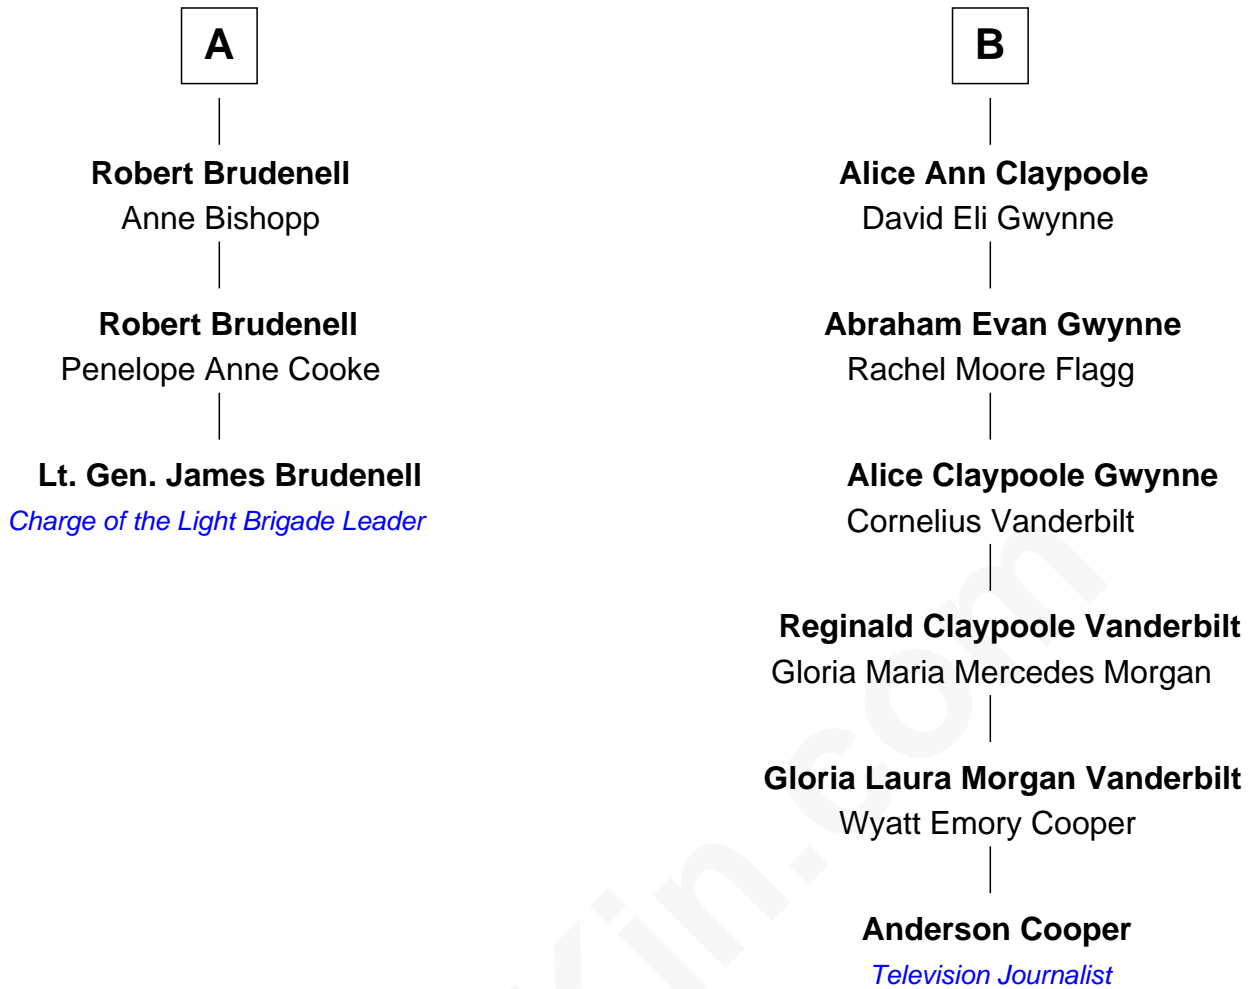 A
Robert Brudenell
Anne Bishopp
Robert Brudenell
Penelope Anne Cooke
Lt. Gen. James Brudenell
Charge of the Light Brigade Leader
B
Alice Ann Claypoole
David Eli Gwynne
Abraham Evan Gwynne
Rachel Moore Flagg
Alice Claypoole Gwynne
Cornelius Vanderbilt
Reginald Claypoole Vanderbilt
Gloria Maria Mercedes Morgan
Gloria Laura Morgan Vanderbilt
Wyatt Emory Cooper
Anderson Cooper
Television Journalist
Kin.com